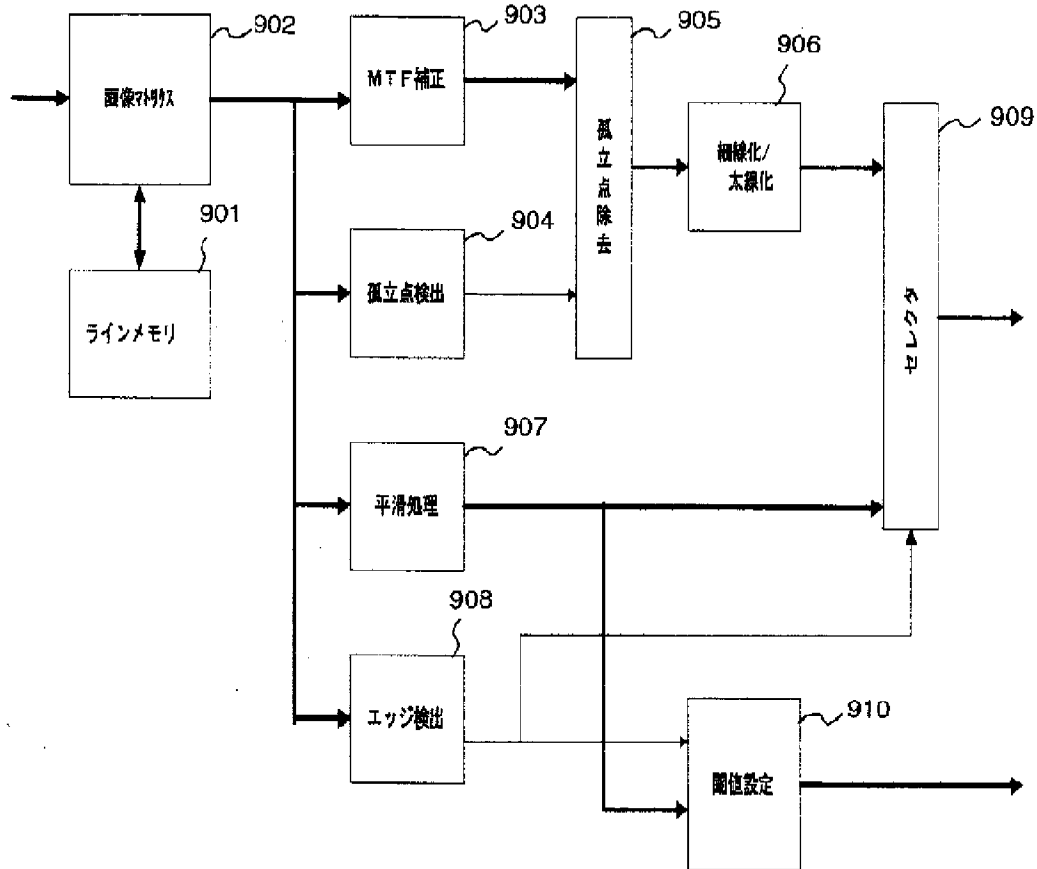 902
画像マトリクス
901
ラインメモリ
903
MTF補正
904
孤立点検出
905
孤立点除去
906
細線化/
太線化
907
平滑処理
908
エッジ検出
909
セレクタ
910
閾値設定